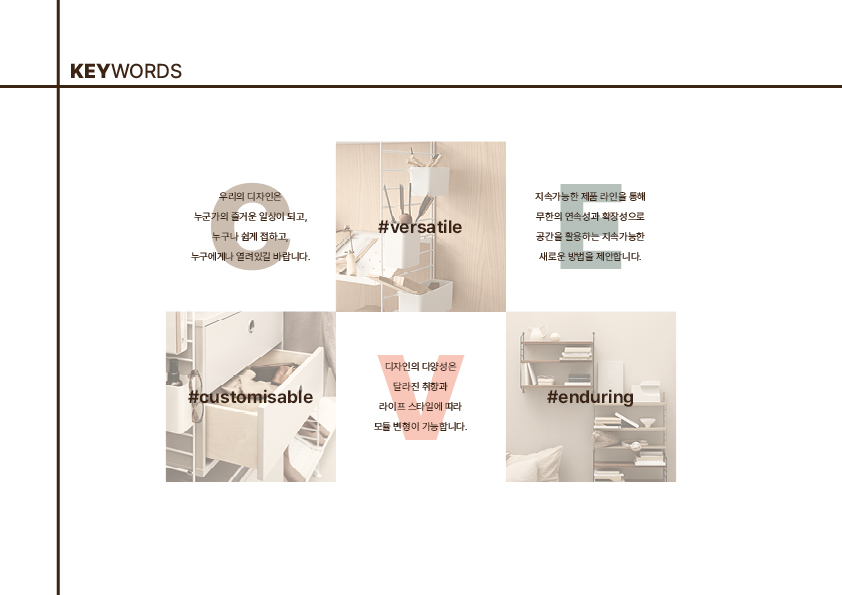 KEYWORDS
C
우리의 디자인은
누군가의 즐거운 일상이 되고,
누구나 쉽게 접하고,
누구에게나 열려있길 바랍니다.
#versatile
E
지속가능한 제품 라인을 통해
무한의 연속성과 확장성으로
공간을 활용하는 지속가능한
새로운 방법을 제안합니다.
#customisable
V
디자인의 다양성은
달라진 취향과
라이프 스타일에 따라
모듈 변형이 가능합니다.
#enduring